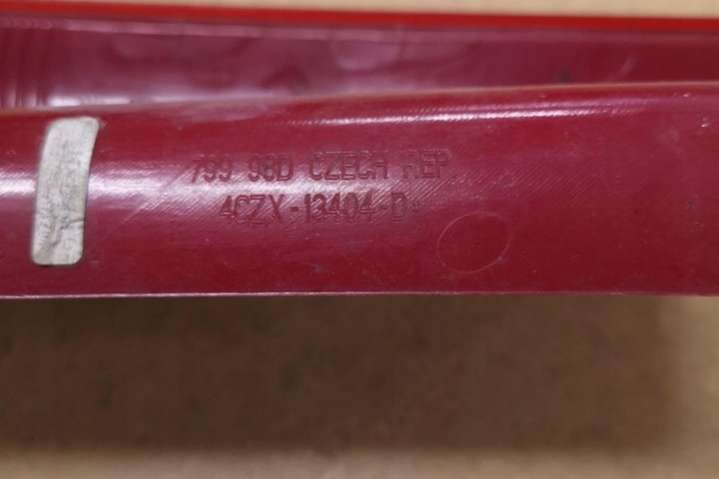 799 98D CZECH REP.
4CZX-13404-D-